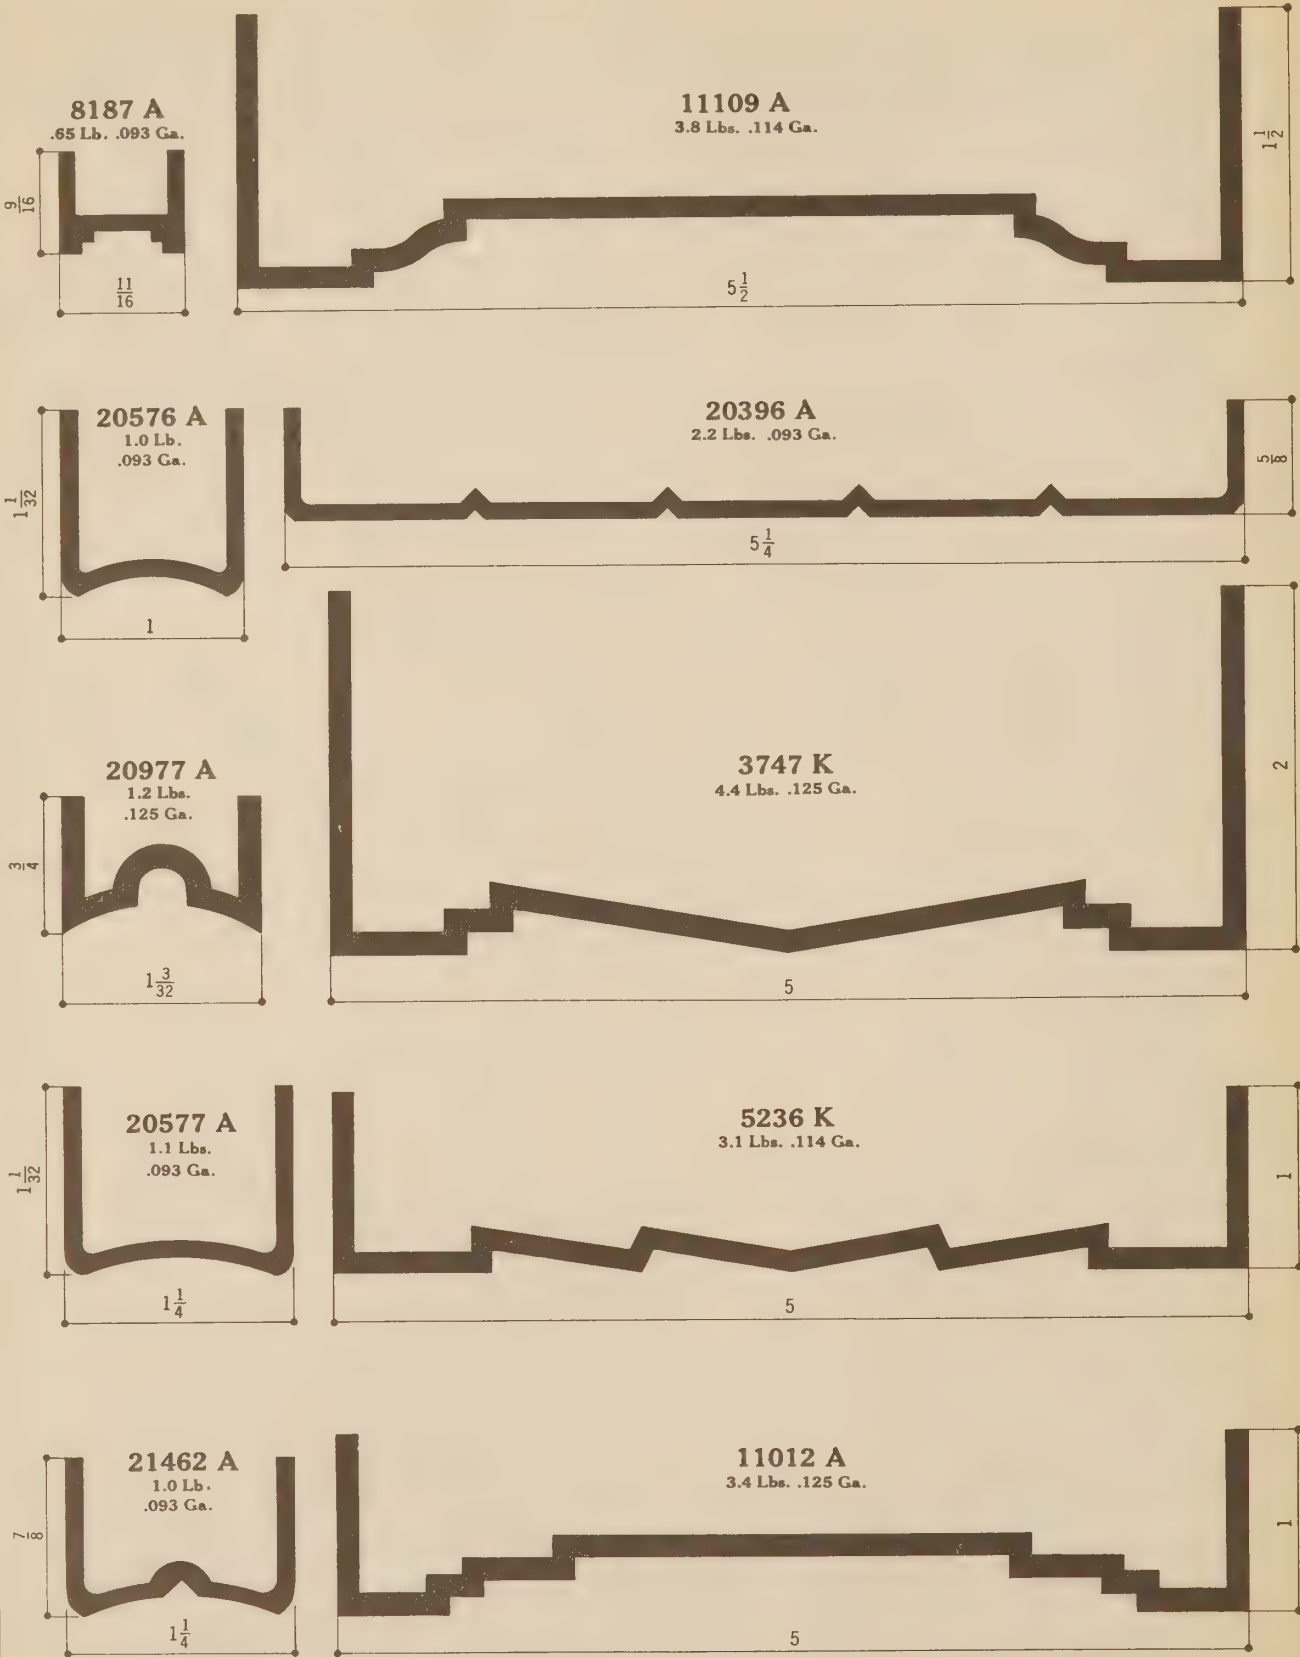 8187 A
.65 Lb. .093 Ga.
9/16
11/16
11109 A
3.8 Lbs. .114 Ga.
1 1/2
5 1/2
20576 A
1.0 Lb.
.093 Ga.
1 1/32
1
20396 A
2.2 Lbs. .093 Ga.
5/8
5 1/4
20977 A
1.2 Lbs.
.125 Ga.
3/4
1 3/32
3747 K
4.4 Lbs. .125 Ga.
2
5
20577 A
1.1 Lbs.
.093 Ga.
1 1/32
1 1/4
5236 K
3.1 Lbs. .114 Ga.
1
5
21462 A
1.0 Lb.
.093 Ga.
7/8
1 1/4
11012 A
3.4 Lbs. .125 Ga.
1
5